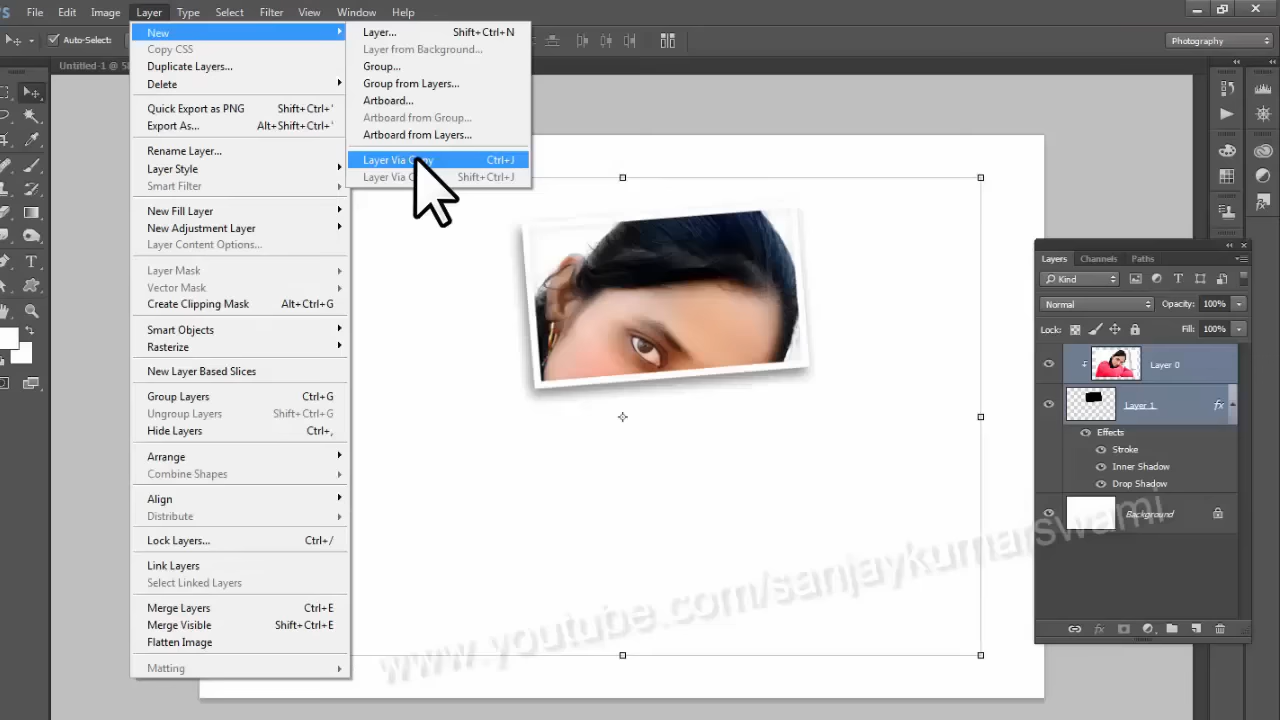 File Edit Image Layer Type Select Filter View Window Help
Auto-Select:
Photography
New
Copy CSS
Duplicate Layers...
Delete
Quick Export as PNG Shift+Ctrl+'
Export As... Alt+Shift+Ctrl+'
Rename Layer...
Layer Style
Smart Filter
New Fill Layer
New Adjustment Layer
Layer Content Options...
Layer Mask
Vector Mask
Create Clipping Mask Alt+Ctrl+G
Smart Objects
Rasterize
New Layer Based Slices
Group Layers Ctrl+G
Ungroup Layers Shift+Ctrl+G
Hide Layers Ctrl+,
Arrange
Combine Shapes
Align
Distribute
Lock Layers... Ctrl+/
Link Layers
Select Linked Layers
Merge Layers Ctrl+E
Merge Visible Shift+Ctrl+E
Flatten Image
Matting
Layer... Shift+Ctrl+N
Layer from Background...
Group...
Group from Layers...
Artboard...
Artboard from Group...
Artboard from Layers...
Layer Via Copy Ctrl+J
Layer Via Shift+Ctrl+J
Untitled-1 @
Layers Channels Paths
Kind
Normal Opacity: 100%
Lock: Fill: 100%
Layer 0
Layer 1 fx
Effects
Stroke
Inner Shadow
Drop Shadow
Background
fx
www.youtube.com/sanjaykumarswami